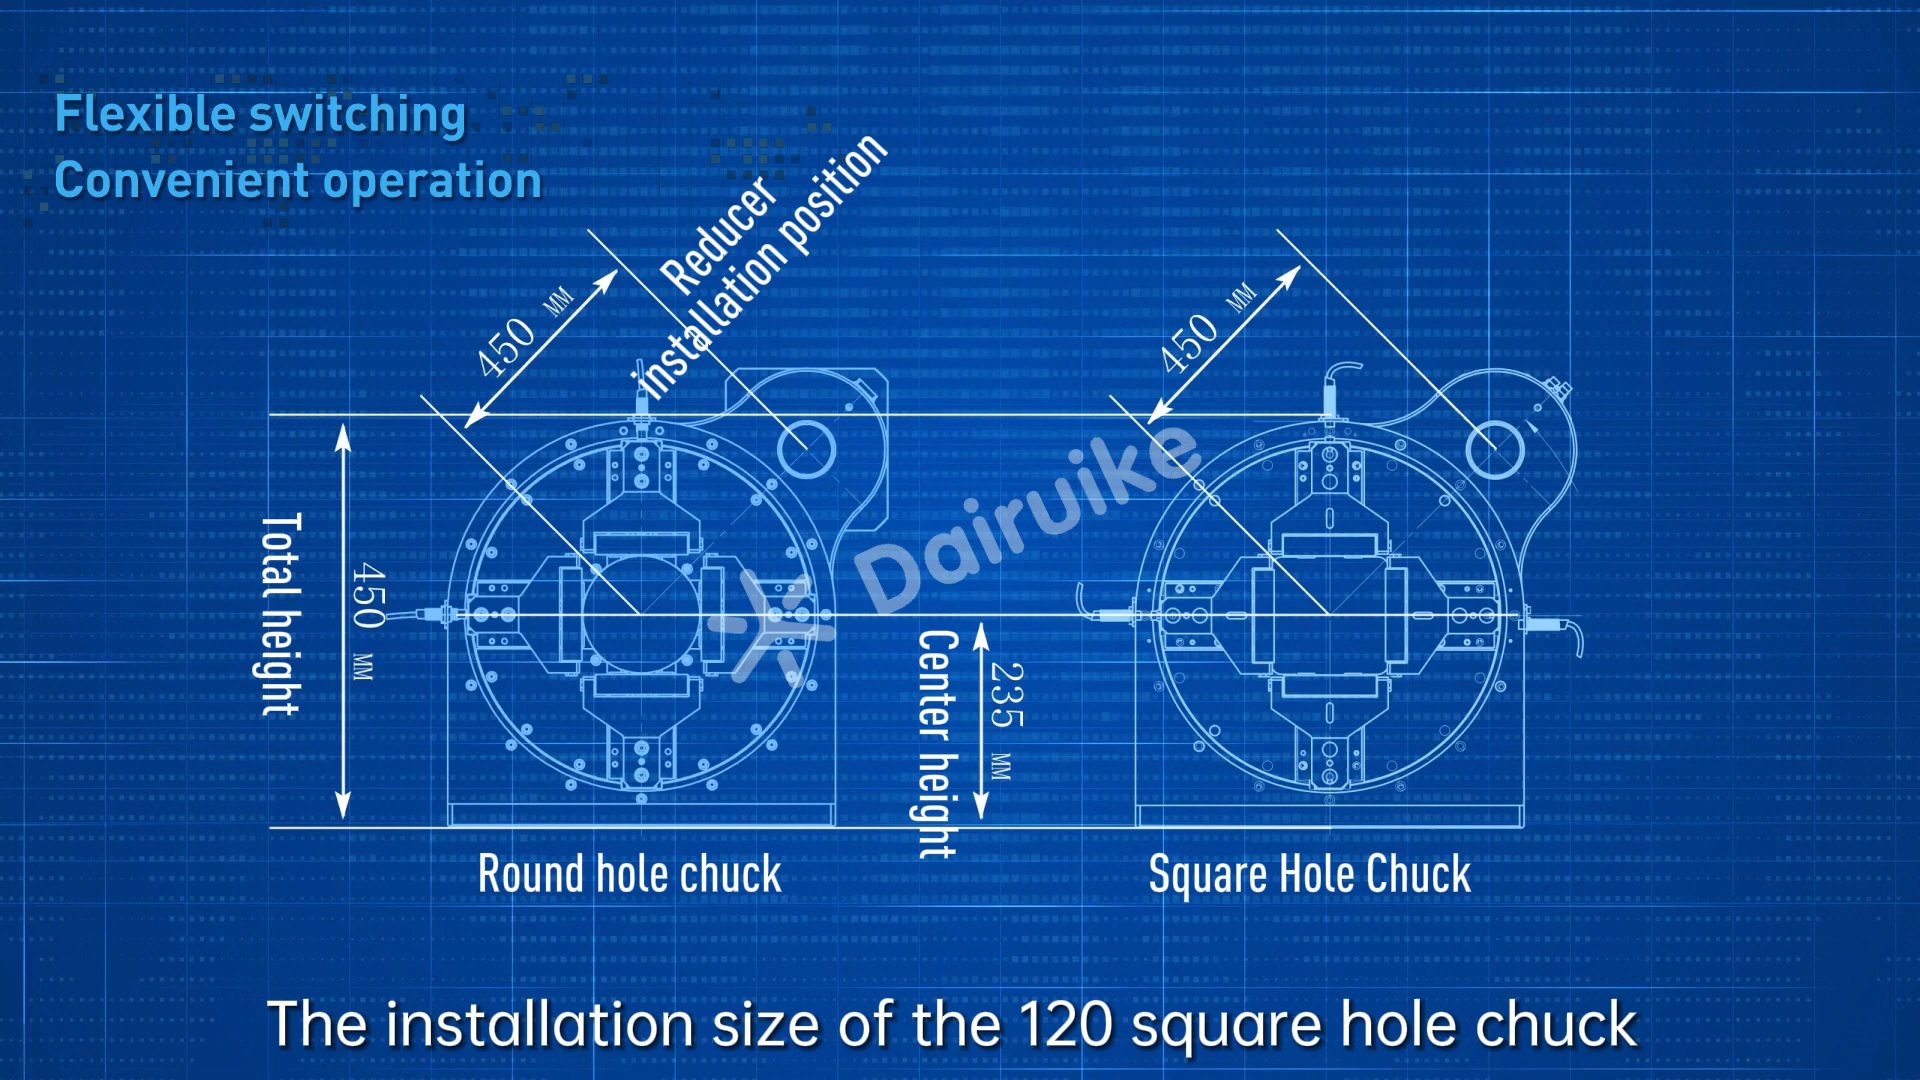 Flexible switching
Convenient operation
Reducer
installation position
450 MM
450 MM
Total height
450 MM
Dairuike
Center height
235 MM
Round hole chuck
Square Hole Chuck
The installation size of the 120 square hole chuck